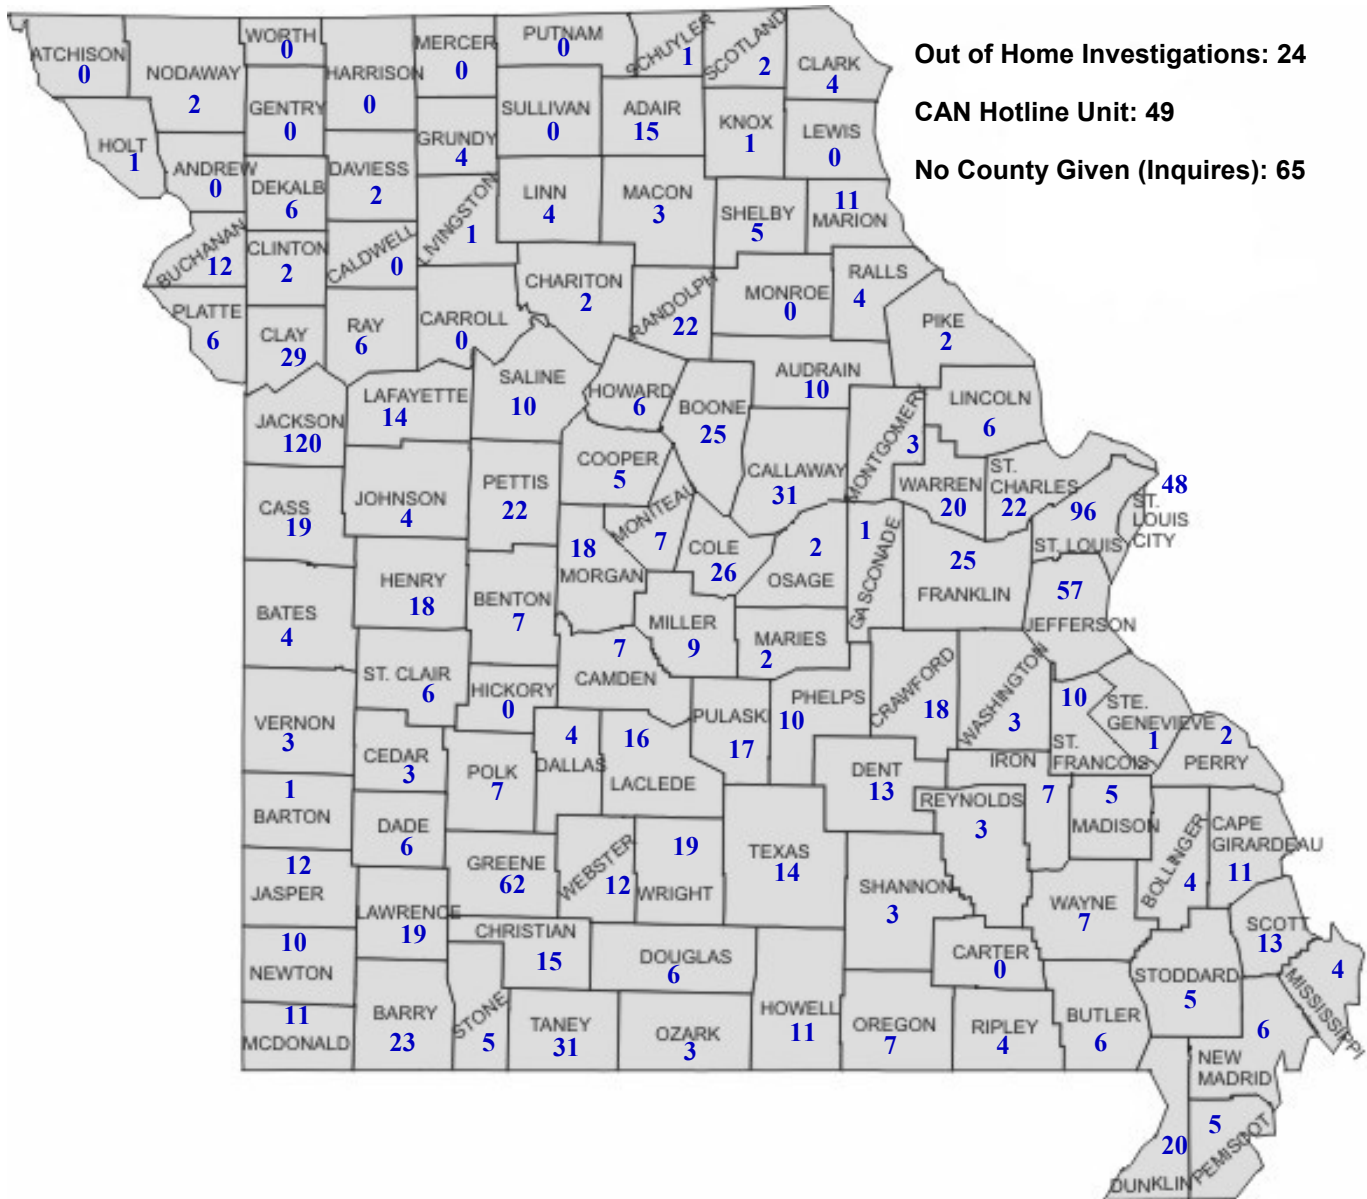 Out of Home Investigations: 24
CAN Hotline Unit: 49
No County Given (Inquires): 65
ATCHISON
0
NODAWAY
2
WORTH
0
HARRISON
0
MERCER
0
PUTNAM
0
SCHUYLER
1
SCOTLAND
2
CLARK
4
HOLT
1
ANDREW
0
GENTRY
0
DEKALB
6
DAVIESS
2
GRUNDY
4
SULLIVAN
0
ADAIR
15
KNOX
1
LEWIS
0
BUCHANAN
12
CLINTON
2
CALDWELL
0
LIVINGSTON
1
LINN
4
MACON
3
SHELBY
5
11
MARION
PLATTE
6
CLAY
29
RAY
6
CARROLL
0
CHARITON
2
RANDOLPH
22
MONROE
0
RALLS
4
PIKE
2
JACKSON
120
LAFAYETTE
14
SALINE
10
HOWARD
6
BOONE
25
AUDRAIN
10
CALLAWAY
31
MONTGOMERY
3
LINCOLN
6
WARREN
20
ST.
CHARLES
22
96
ST. LOUIS
48
ST.
LOUIS
CITY
CASS
19
JOHNSON
4
PETTIS
22
COOPER
5
MONITEAU
7
18
MORGAN
COLE
26
2
OSAGE
1
GASCONADE
25
FRANKLIN
57
JEFFERSON
BATES
4
HENRY
18
BENTON
7
MILLER
9
MARIES
2
7
CAMDEN
ST. CLAIR
6
HICKORY
0
VERNON
3
CEDAR
3
POLK
7
4
DALLAS
16
LACLEDE
PULASKI
17
PHELPS
10
CRAWFORD
18
WASHINGTON
3
10
ST.
FRANCOIS
STE.
GENEVIEVE
1
2
PERRY
1
BARTON
DADE
6
DENT
13
IRON
7
REYNOLDS
3
5
MADISON
BOLLINGER
4
CAPE
GIRARDEAU
11
12
JASPER
GREENE
62
WEBSTER
12
19
WRIGHT
TEXAS
14
SHANNON
3
WAYNE
7
SCOTT
13
LAWRENCE
19
CHRISTIAN
15
DOUGLAS
6
CARTER
0
STODDARD
5
4
MISSISSIPPI
10
NEWTON
11
MCDONALD
BARRY
23
STONE
5
TANEY
31
OZARK
3
HOWELL
11
OREGON
7
RIPLEY
4
BUTLER
6
6
NEW
MADRID
20
DUNKLIN
5
PEMISCOT